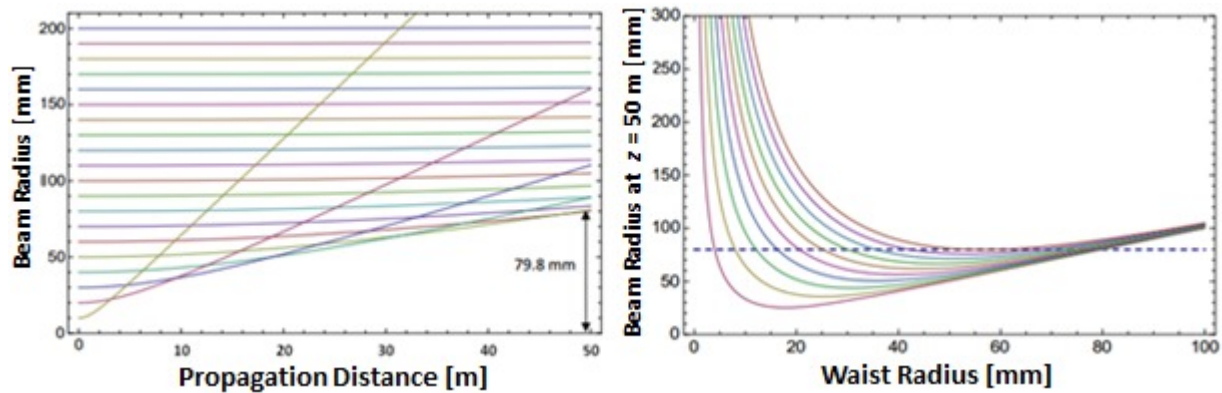 Beam Radius [mm]
200
150
100
50
0
79.8 mm
0 10 20 30 40 50
Propagation Distance [m]
Beam Radius at z = 50 m [mm]
300
250
200
150
100
50
0
0 20 40 60 80 100
Waist Radius [mm]